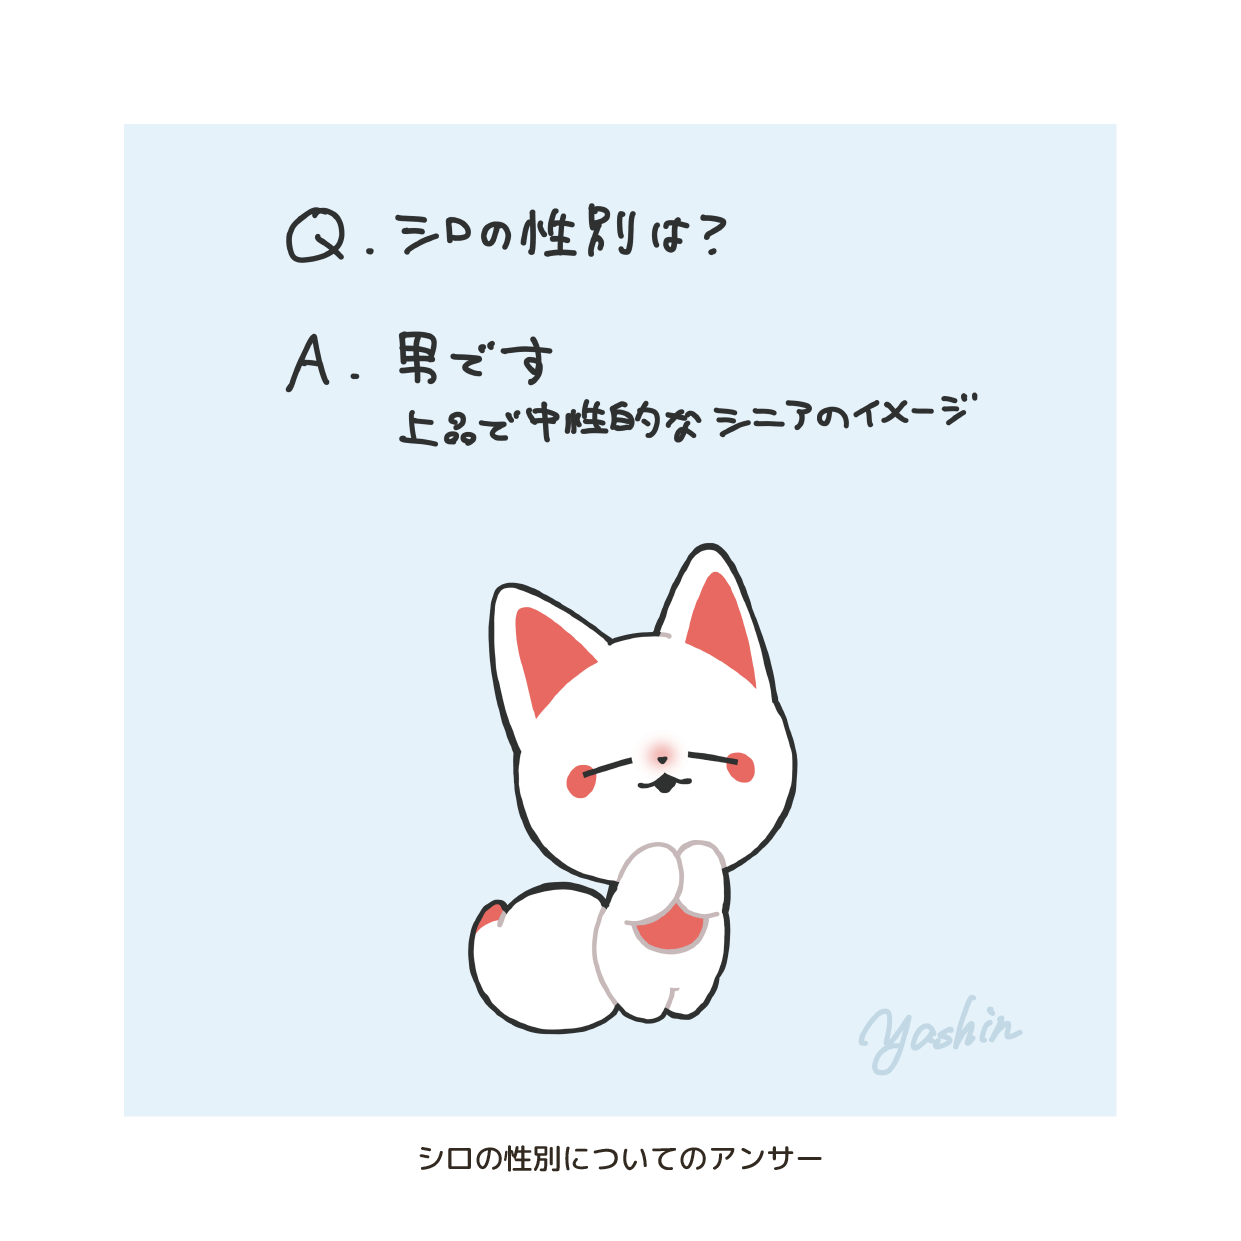 Q. シロの性別は？
A. 男です
上品で中性的なシニアのイメージ
yashin
シロの性別についてのアンサー